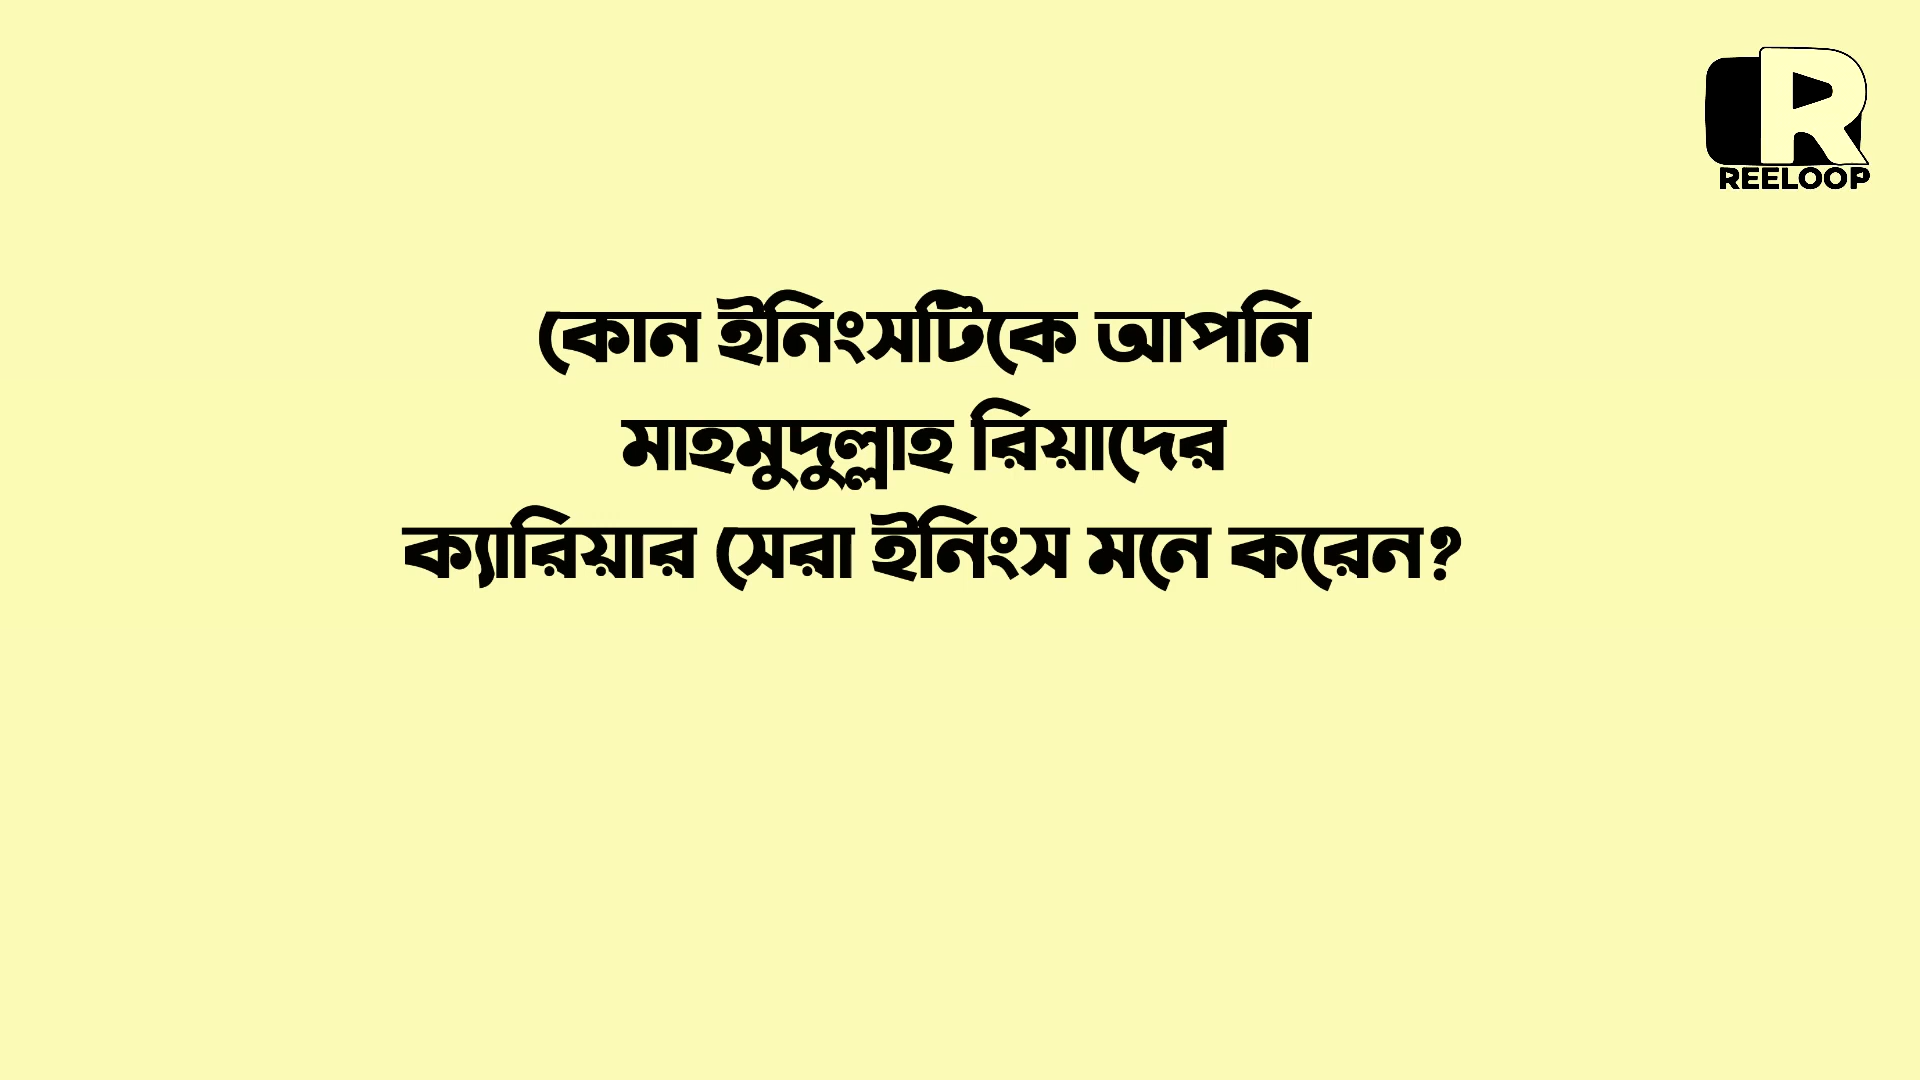 REELOOP
কোন ইনিংসটিকে আপনি
মাহমুদুল্লাহ রিয়াদের
ক্যারিয়ার সেরা ইনিংস মনে করেন?